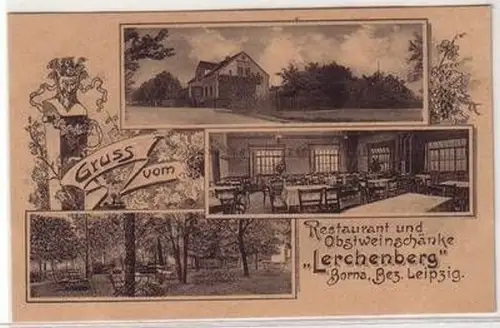 Gruss
vom
Restaurant und
Obstweinschänke
„Lerchenberg"
Borna, Bez. Leipzig.